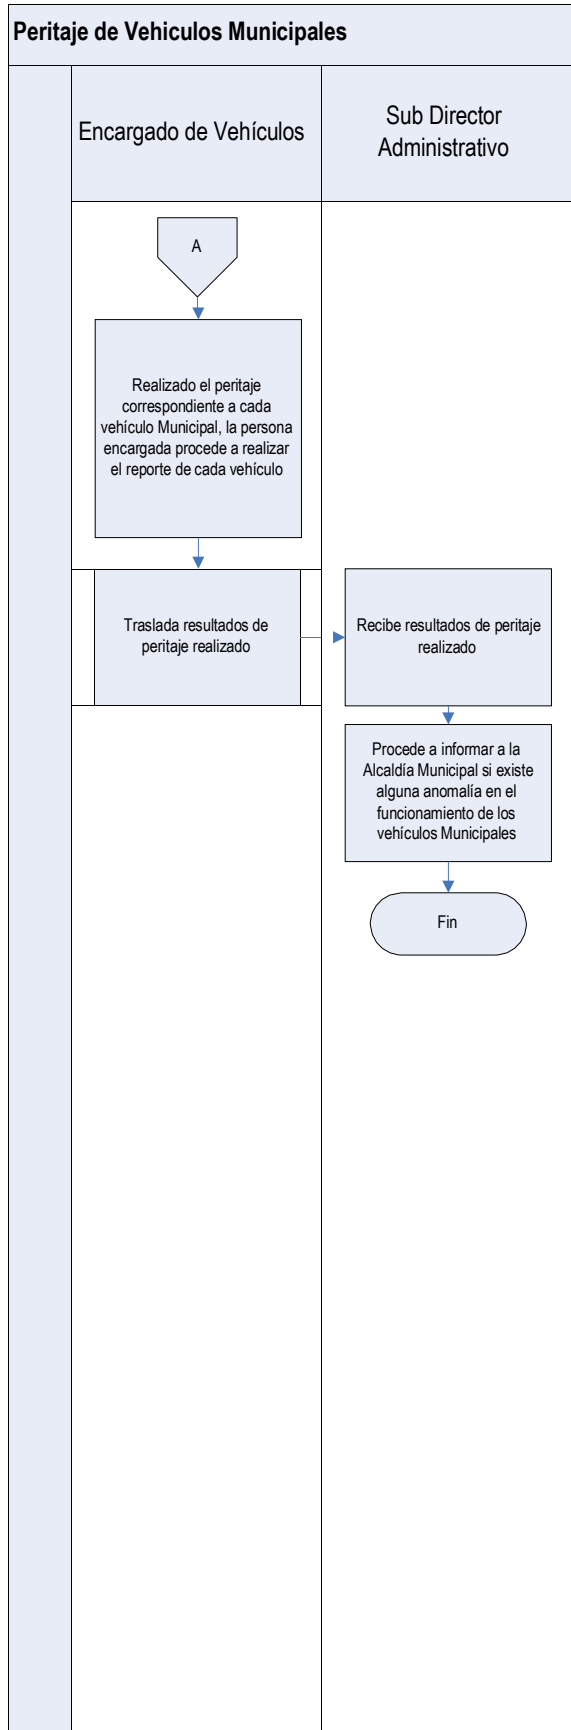 Peritaje de Vehiculos Municipales
Encargado de Vehículos
Sub Director
Administrativo
A
Realizado el peritaje
correspondiente a cada
vehículo Municipal, la persona
encargada procede a realizar
el reporte de cada vehículo
Traslada resultados de
peritaje realizado
Recibe resultados de peritaje
realizado
Procede a informar a la
Alcaldía Municipal si existe
alguna anomalía en el
funcionamiento de los
vehículos Municipales
Fin